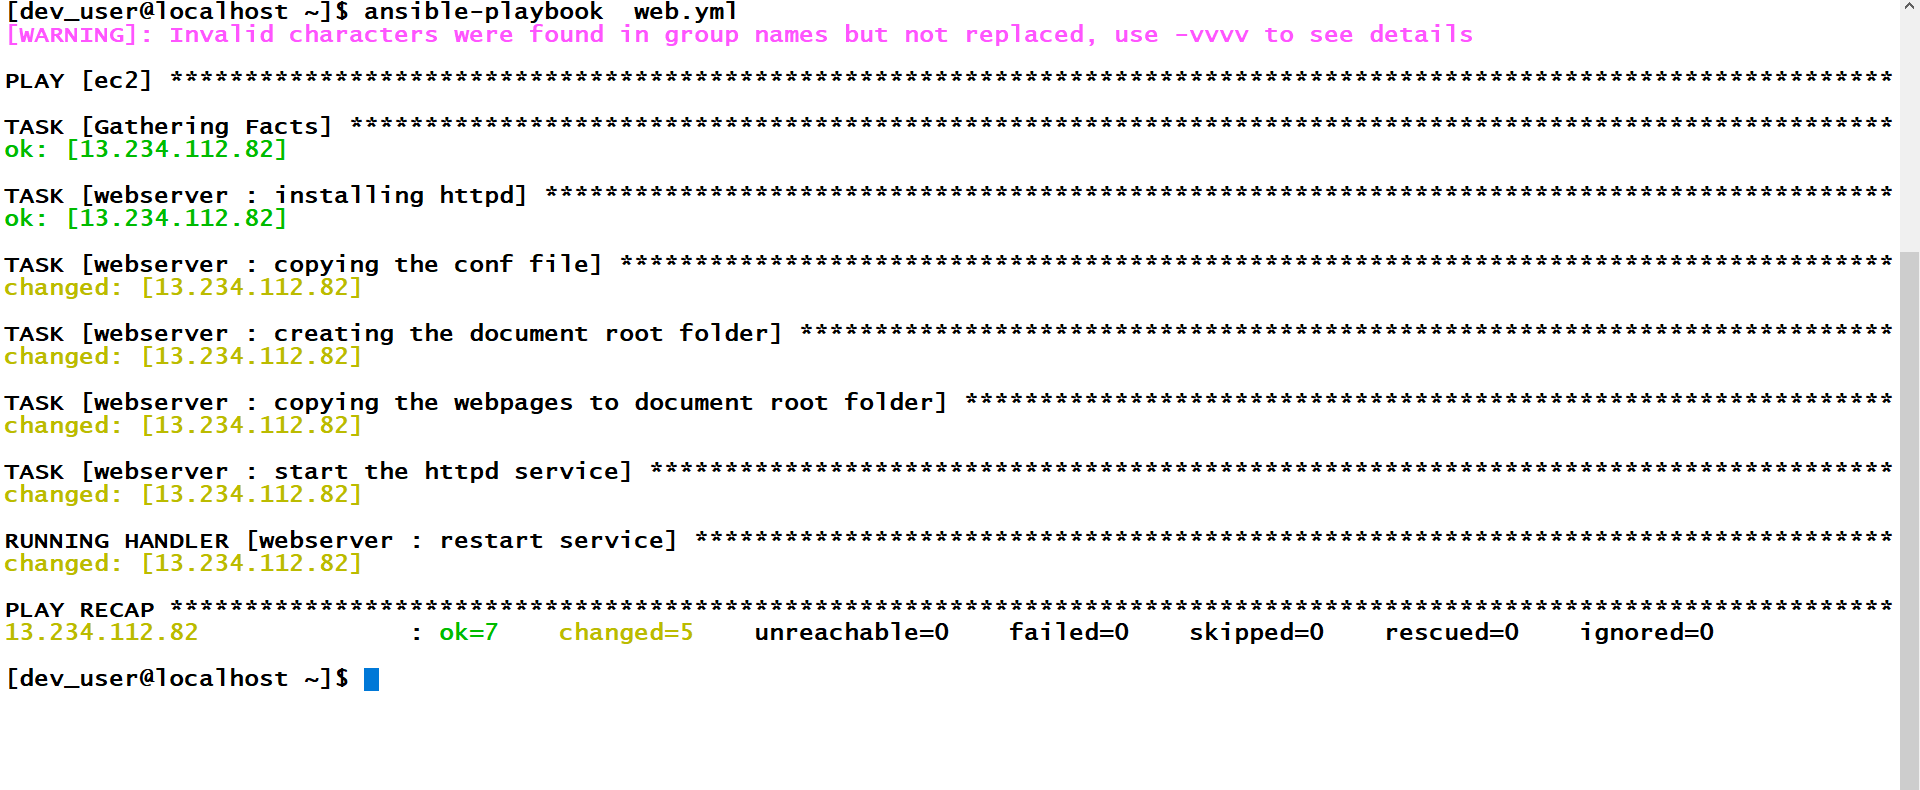 [dev_user@localhost ~]$ ansible-playbook  web.yml
[WARNING]: Invalid characters were found in group names but not replaced, use -vvvv to see details
PLAY [ec2] *******************************************************************************************************************
TASK [Gathering Facts] *******************************************************************************************************
ok: [13.234.112.82]
TASK [webserver : installing httpd] ******************************************************************************************
ok: [13.234.112.82]
TASK [webserver : copying the conf file] *************************************************************************************
changed: [13.234.112.82]
TASK [webserver : creating the document root folder] *************************************************************************
changed: [13.234.112.82]
TASK [webserver : copying the webpages to document root folder] **************************************************************
changed: [13.234.112.82]
TASK [webserver : start the httpd service] ***********************************************************************************
changed: [13.234.112.82]
RUNNING HANDLER [webserver : restart service] ********************************************************************************
changed: [13.234.112.82]
PLAY RECAP *******************************************************************************************************************
13.234.112.82              : ok=7    changed=5    unreachable=0    failed=0    skipped=0    rescued=0    ignored=0
[dev_user@localhost ~]$